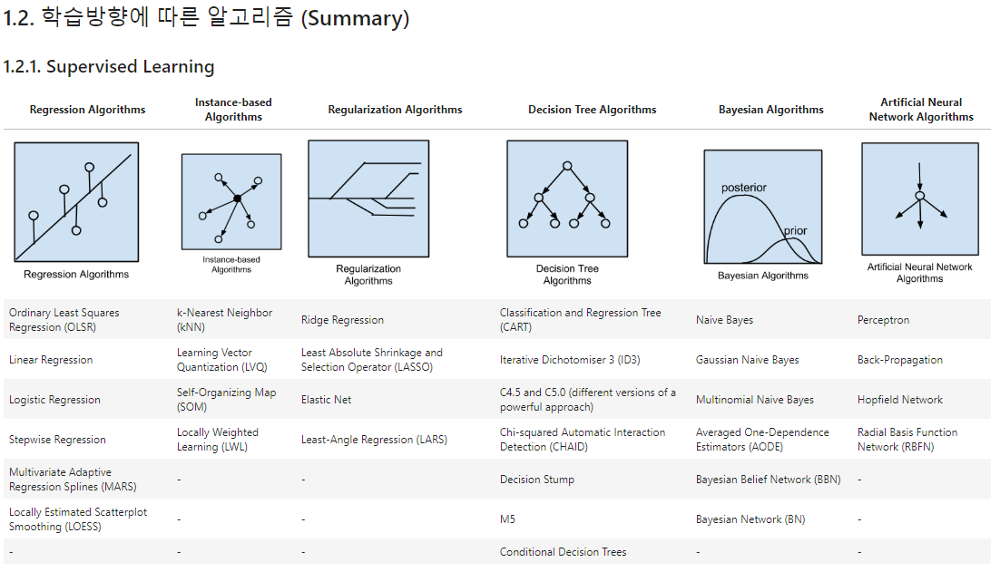 1.2. 학습방향에 따른 알고리즘 (Summary)
1.2.1. Supervised Learning
Regression Algorithms
Instance-based
Algorithms
Regularization Algorithms
Decision Tree Algorithms
Bayesian Algorithms
Artificial Neural
Network Algorithms
Regression Algorithms
Instance-based
Algorithms
Regularization
Algorithms
Decision Tree
Algorithms
posterior
prior
Bayesian Algorithms
Artificial Neural Network
Algorithms
Ordinary Least Squares
Regression (OLSR)
k-Nearest Neighbor
(kNN)
Ridge Regression
Classification and Regression Tree
(CART)
Naive Bayes
Perceptron
Linear Regression
Learning Vector
Quantization (LVQ)
Least Absolute Shrinkage and
Selection Operator (LASSO)
Iterative Dichotomiser 3 (ID3)
Gaussian Naive Bayes
Back-Propagation
Logistic Regression
Self-Organizing Map
(SOM)
Elastic Net
C4.5 and C5.0 (different versions of a
powerful approach)
Multinomial Naive Bayes
Hopfield Network
Stepwise Regression
Locally Weighted
Learning (LWL)
Least-Angle Regression (LARS)
Chi-squared Automatic Interaction
Detection (CHAID)
Averaged One-Dependence
Estimators (AODE)
Radial Basis Function
Network (RBFN)
Multivariate Adaptive
Regression Splines (MARS)
-
-
Decision Stump
Bayesian Belief Network (BBN)
-
Locally Estimated Scatterplot
Smoothing (LOESS)
-
-
M5
Bayesian Network (BN)
-
-
-
-
Conditional Decision Trees
-
-